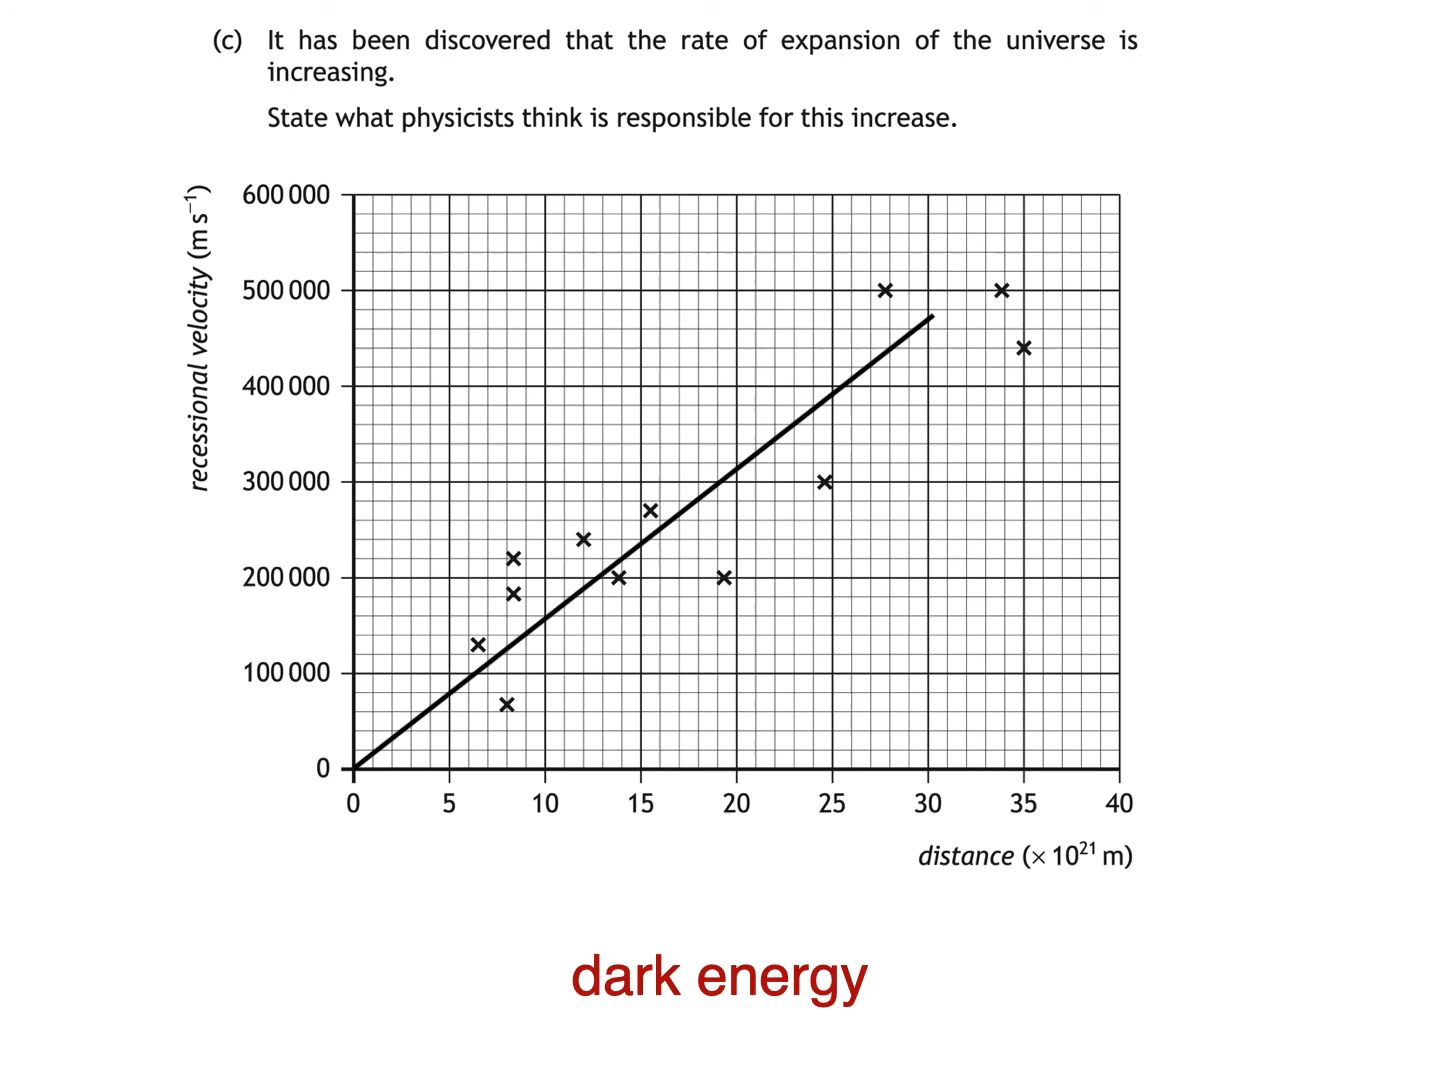 (c) It has been discovered that the rate of expansion of the universe is
increasing.
State what physicists think is responsible for this increase.
recessional velocity (m s⁻¹)
600 000
500 000
400 000
300 000
200 000
100 000
0
0 5 10 15 20 25 30 35 40
distance (× 10²¹ m)
dark energy